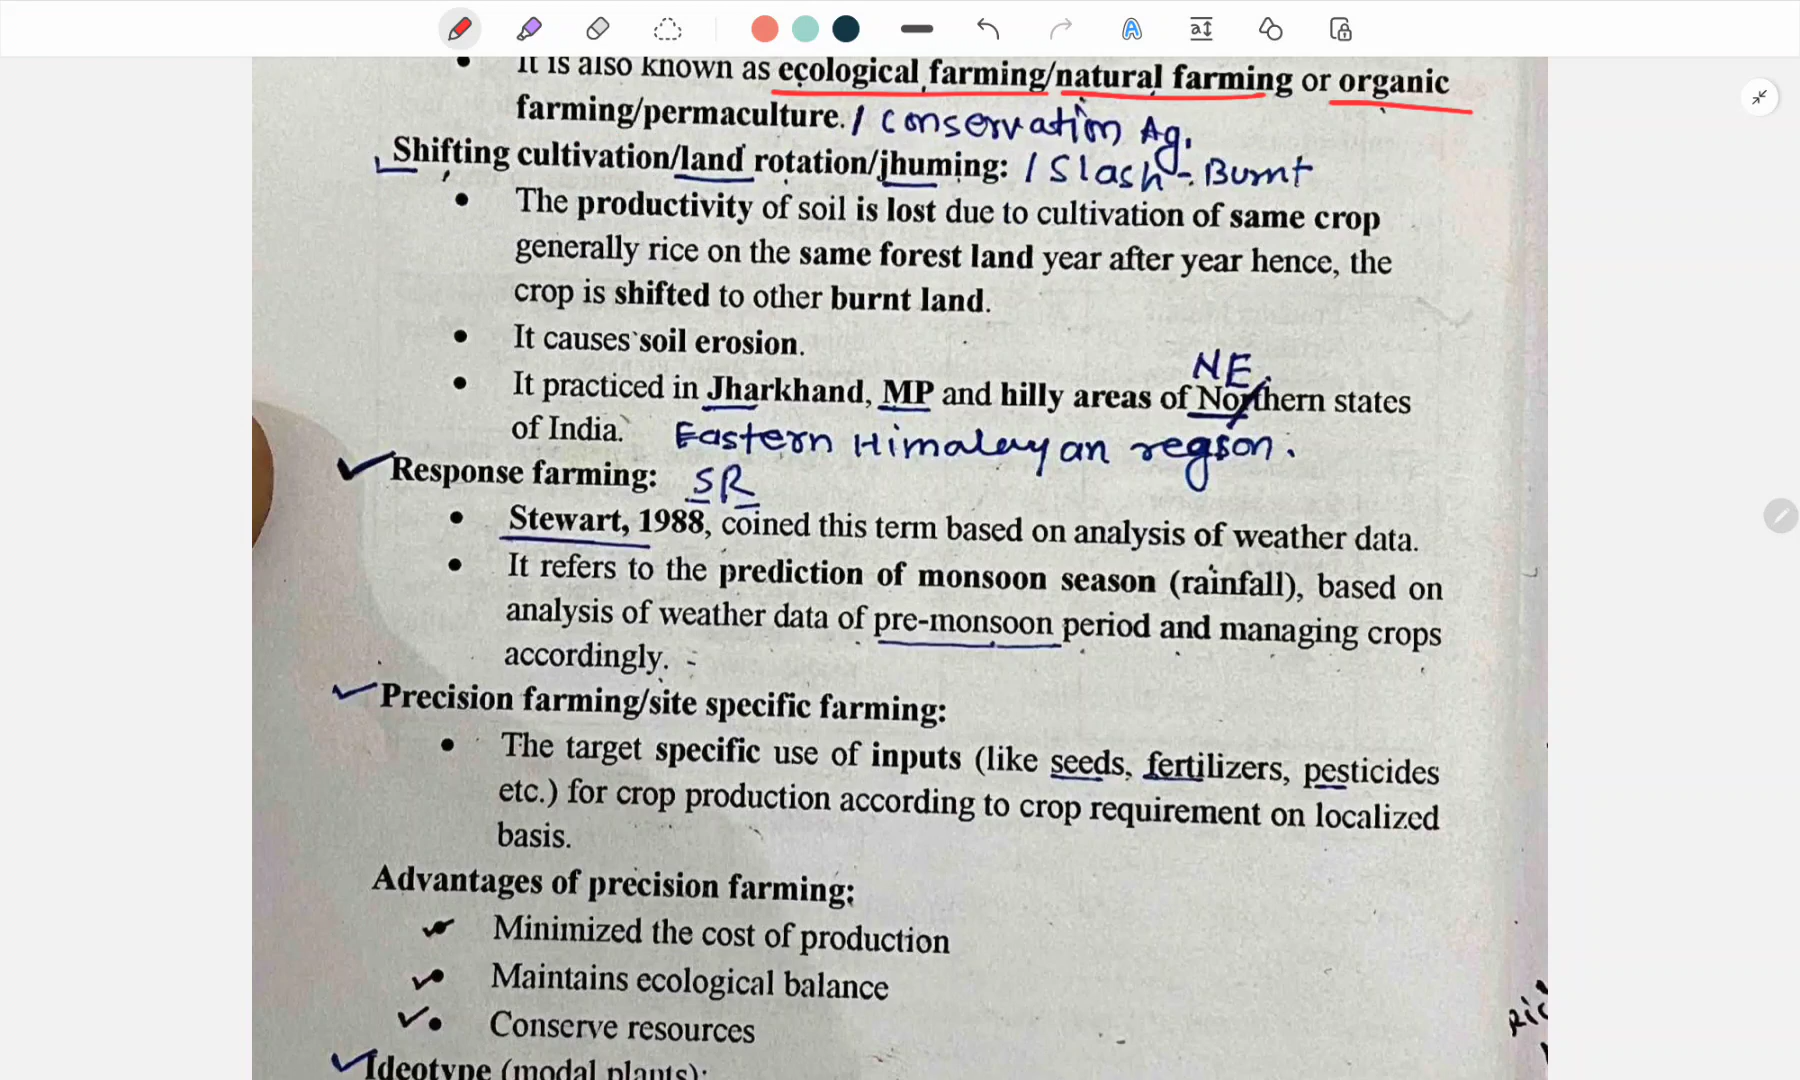 It is also known as ecological farming/natural farming or organic
farming/permaculture. / Conservation Ag.
Shifting cultivation/land rotation/jhuming: / Slash - Burnt
• The productivity of soil is lost due to cultivation of same crop
generally rice on the same forest land year after year hence, the
crop is shifted to other burnt land.
• It causes soil erosion.
NE
• It practiced in Jharkhand, MP and hilly areas of Northern states
of India. Eastern Himalayan region.
Response farming: SR
• Stewart, 1988, coined this term based on analysis of weather data.
• It refers to the prediction of monsoon season (rainfall), based on
analysis of weather data of pre-monsoon period and managing crops
accordingly.
Precision farming/site specific farming:
• The target specific use of inputs (like seeds, fertilizers, pesticides
etc.) for crop production according to crop requirement on localized
basis.
Advantages of precision farming:
• Minimized the cost of production
• Maintains ecological balance
• Conserve resources
Ideotype (modal plants):